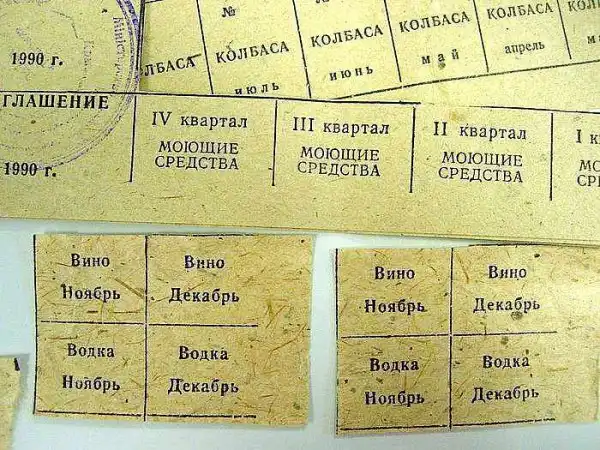 №
КОЛБАСА КОЛБАСА КОЛБАСА КОЛБАСА
июль июнь май апрель
1990 г.
ГЛАШЕНИЕ
1990 г.
IV квартал III квартал II квартал I
МОЮЩИЕ МОЮЩИЕ МОЮЩИЕ
СРЕДСТВА СРЕДСТВА СРЕДСТВА
Вино Вино
Ноябрь Декабрь
Водка Водка
Ноябрь Декабрь
Вино Вино
Ноябрь Декабрь
Водка Водка
Ноябрь Декабрь